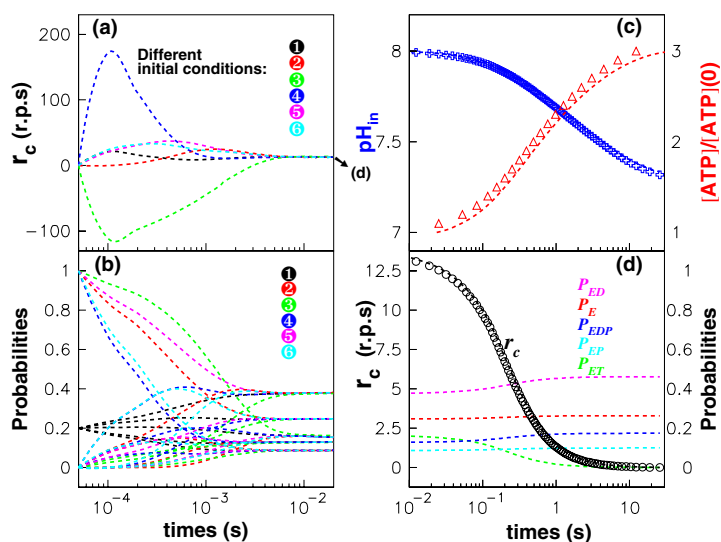 (a)
r_c (r.p.s)
200
100
0
-100
Different
initial conditions:
1
2
3
4
5
6
(d)
(b)
Probabilities
1
0.8
0.6
0.4
0.2
0
1
2
3
4
5
6
10^-4
10^-3
10^-2
times (s)
(c)
pH_in
8
7.5
7
3
2
1
[ATP]/[ATP](0)
(d)
r_c (r.p.s)
12.5
10
7.5
5
2.5
0
r_c
P_ED
P_E
P_EDP
P_EP
P_ET
1
0.8
0.6
0.4
0.2
0
Probabilities
10^-2
10^-1
1
10
times (s)